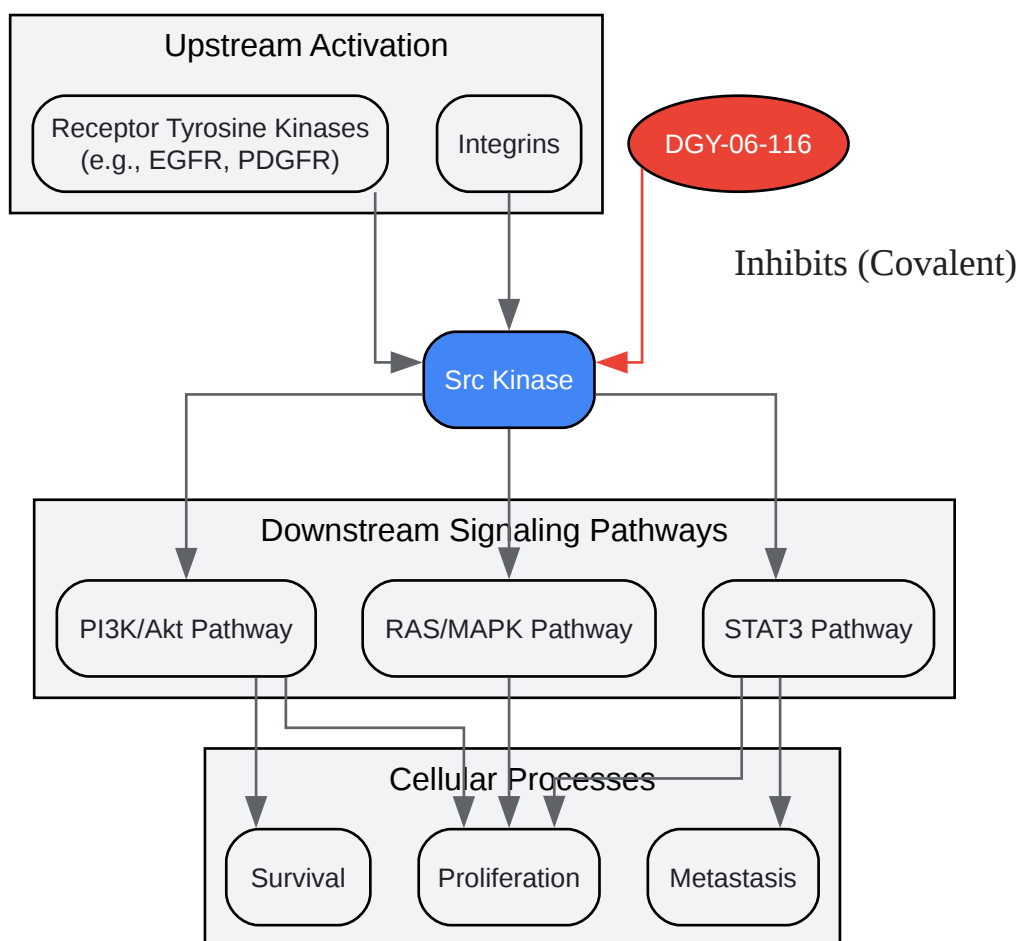 Upstream Activation
Receptor Tyrosine Kinases
(e.g., EGFR, PDGFR)
Integrins
DGY-06-116
Inhibits (Covalent)
Src Kinase
Downstream Signaling Pathways
PI3K/Akt Pathway
RAS/MAPK Pathway
STAT3 Pathway
Cellular Processes
Survival
Proliferation
Metastasis